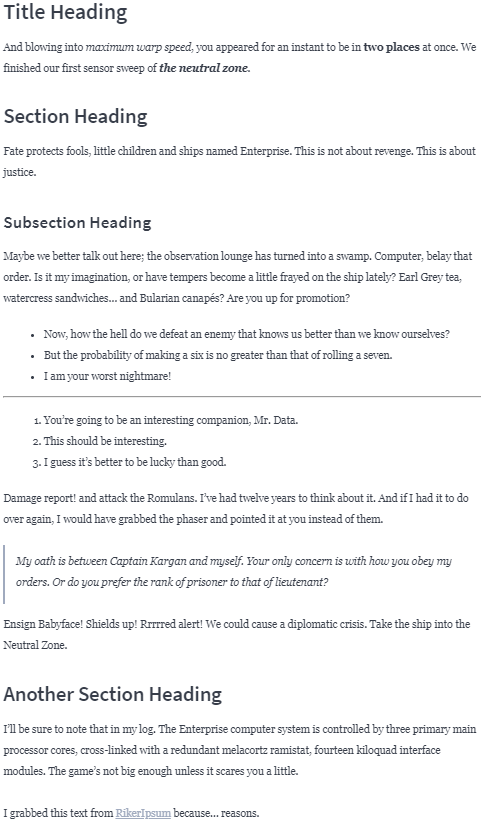 Title Heading
And blowing into maximum warp speed, you appeared for an instant to be in two places at once. We
finished our first sensor sweep of the neutral zone.
Section Heading
Fate protects fools, little children and ships named Enterprise. This is not about revenge. This is about
justice.
Subsection Heading
Maybe we better talk out here; the observation lounge has turned into a swamp. Computer, belay that
order. Is it my imagination, or have tempers become a little frayed on the ship lately? Earl Grey tea,
watercress sandwiches... and Bularian canapés? Are you up for promotion?
• Now, how the hell do we defeat an enemy that knows us better than we know ourselves?
• But the probability of making a six is no greater than that of rolling a seven.
• I am your worst nightmare!
1. You're going to be an interesting companion, Mr. Data.
2. This should be interesting.
3. I guess it's better to be lucky than good.
Damage report! and attack the Romulans. I've had twelve years to think about it. And if I had it to do
over again, I would have grabbed the phaser and pointed it at you instead of them.
My oath is between Captain Kargan and myself. Your only concern is with how you obey my
orders. Or do you prefer the rank of prisoner to that of lieutenant?
Ensign Babyface! Shields up! Rrrrred alert! We could cause a diplomatic crisis. Take the ship into the
Neutral Zone.
Another Section Heading
I'll be sure to note that in my log. The Enterprise computer system is controlled by three primary main
processor cores, cross-linked with a redundant melacortz ramistat, fourteen kiloquad interface
modules. The game's not big enough unless it scares you a little.
I grabbed this text from RikerIpsum because... reasons.